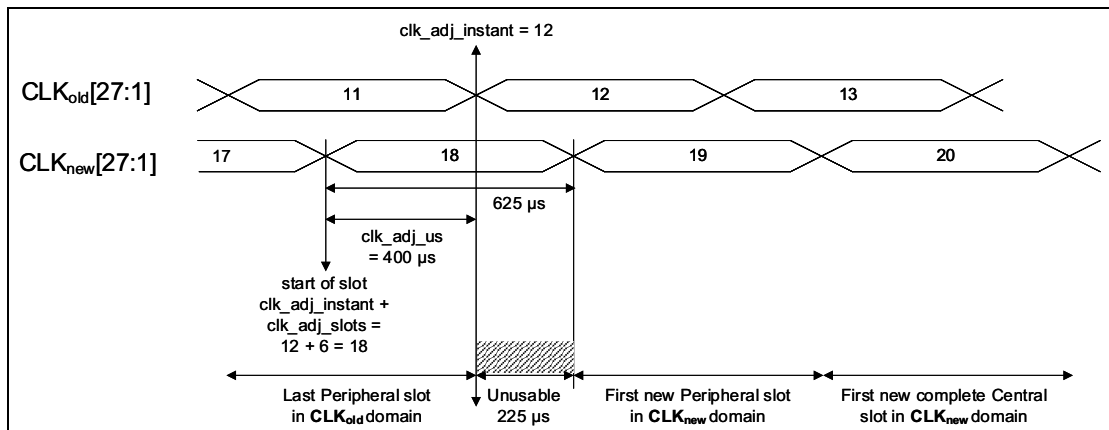 clk_adj_instant = 12
CLKold[27:1]
11
12
13
CLKnew[27:1]
17
18
19
20
625 µs
clk_adj_us
= 400 µs
start of slot
clk_adj_instant +
clk_adj_slots =
12 + 6 = 18
Last Peripheral slot
in CLKold domain
Unusable
225 µs
First new Peripheral slot
in CLKnew domain
First new complete Central
slot in CLKnew domain